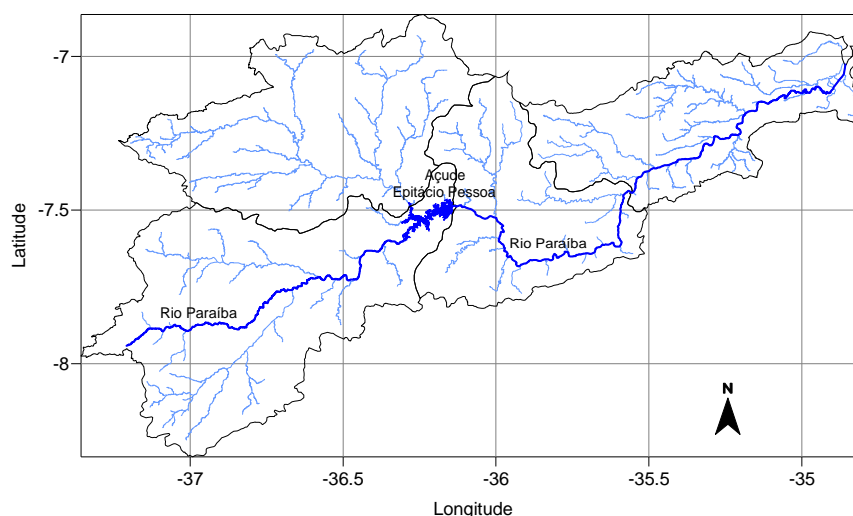 -7
Açude
Epitácio Pessoa
-7.5
Rio Paraíba
Rio Paraíba
Latitude
-8
N
-37
-36.5
-36
-35.5
-35
Longitude